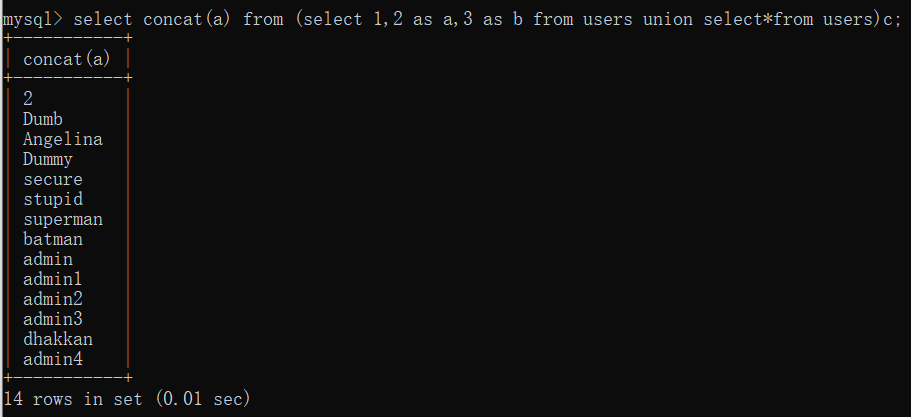 mysql> select concat(a) from (select 1,2 as a,3 as b from users union select*from users)c;
+-----------+
| concat(a) |
+-----------+
| 2         |
| Dumb      |
| Angelina  |
| Dummy     |
| secure    |
| stupid    |
| superman  |
| batman    |
| admin     |
| admin1    |
| admin2    |
| admin3    |
| dhakkan   |
| admin4    |
+-----------+
14 rows in set (0.01 sec)